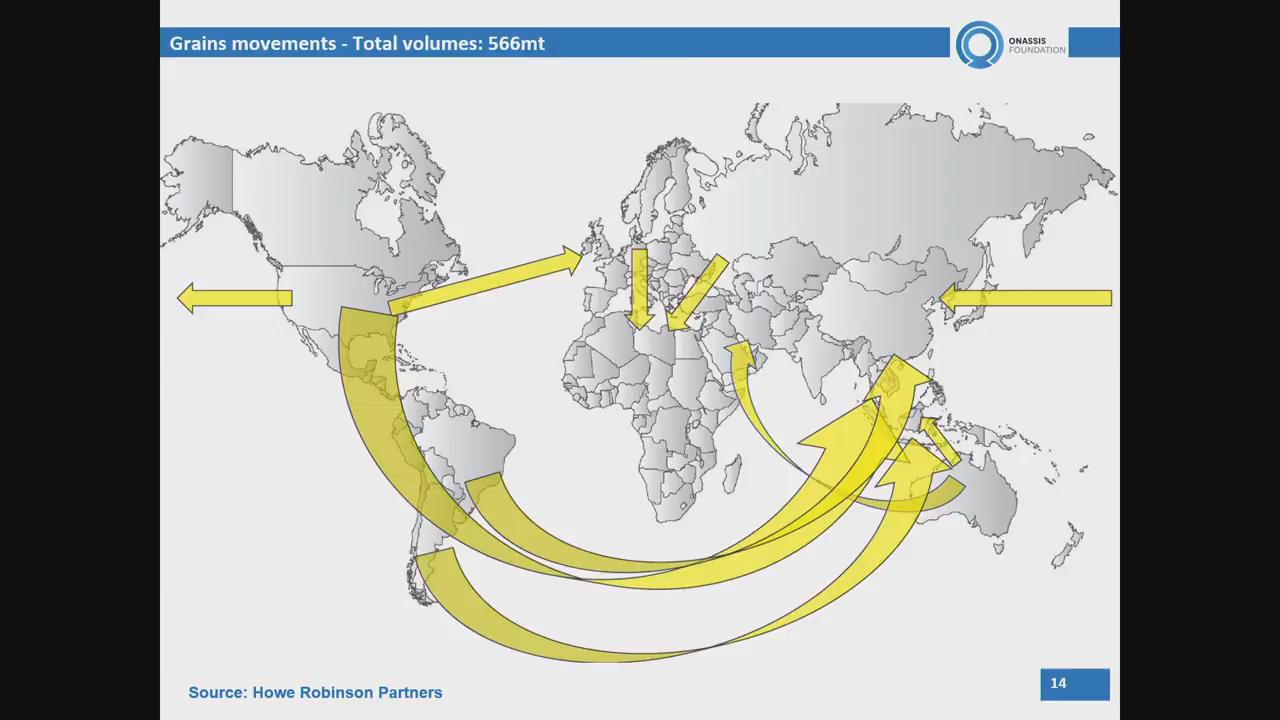 Grains movements - Total volumes: 566mt
ONASSIS
FOUNDATION
Source: Howe Robinson Partners
14